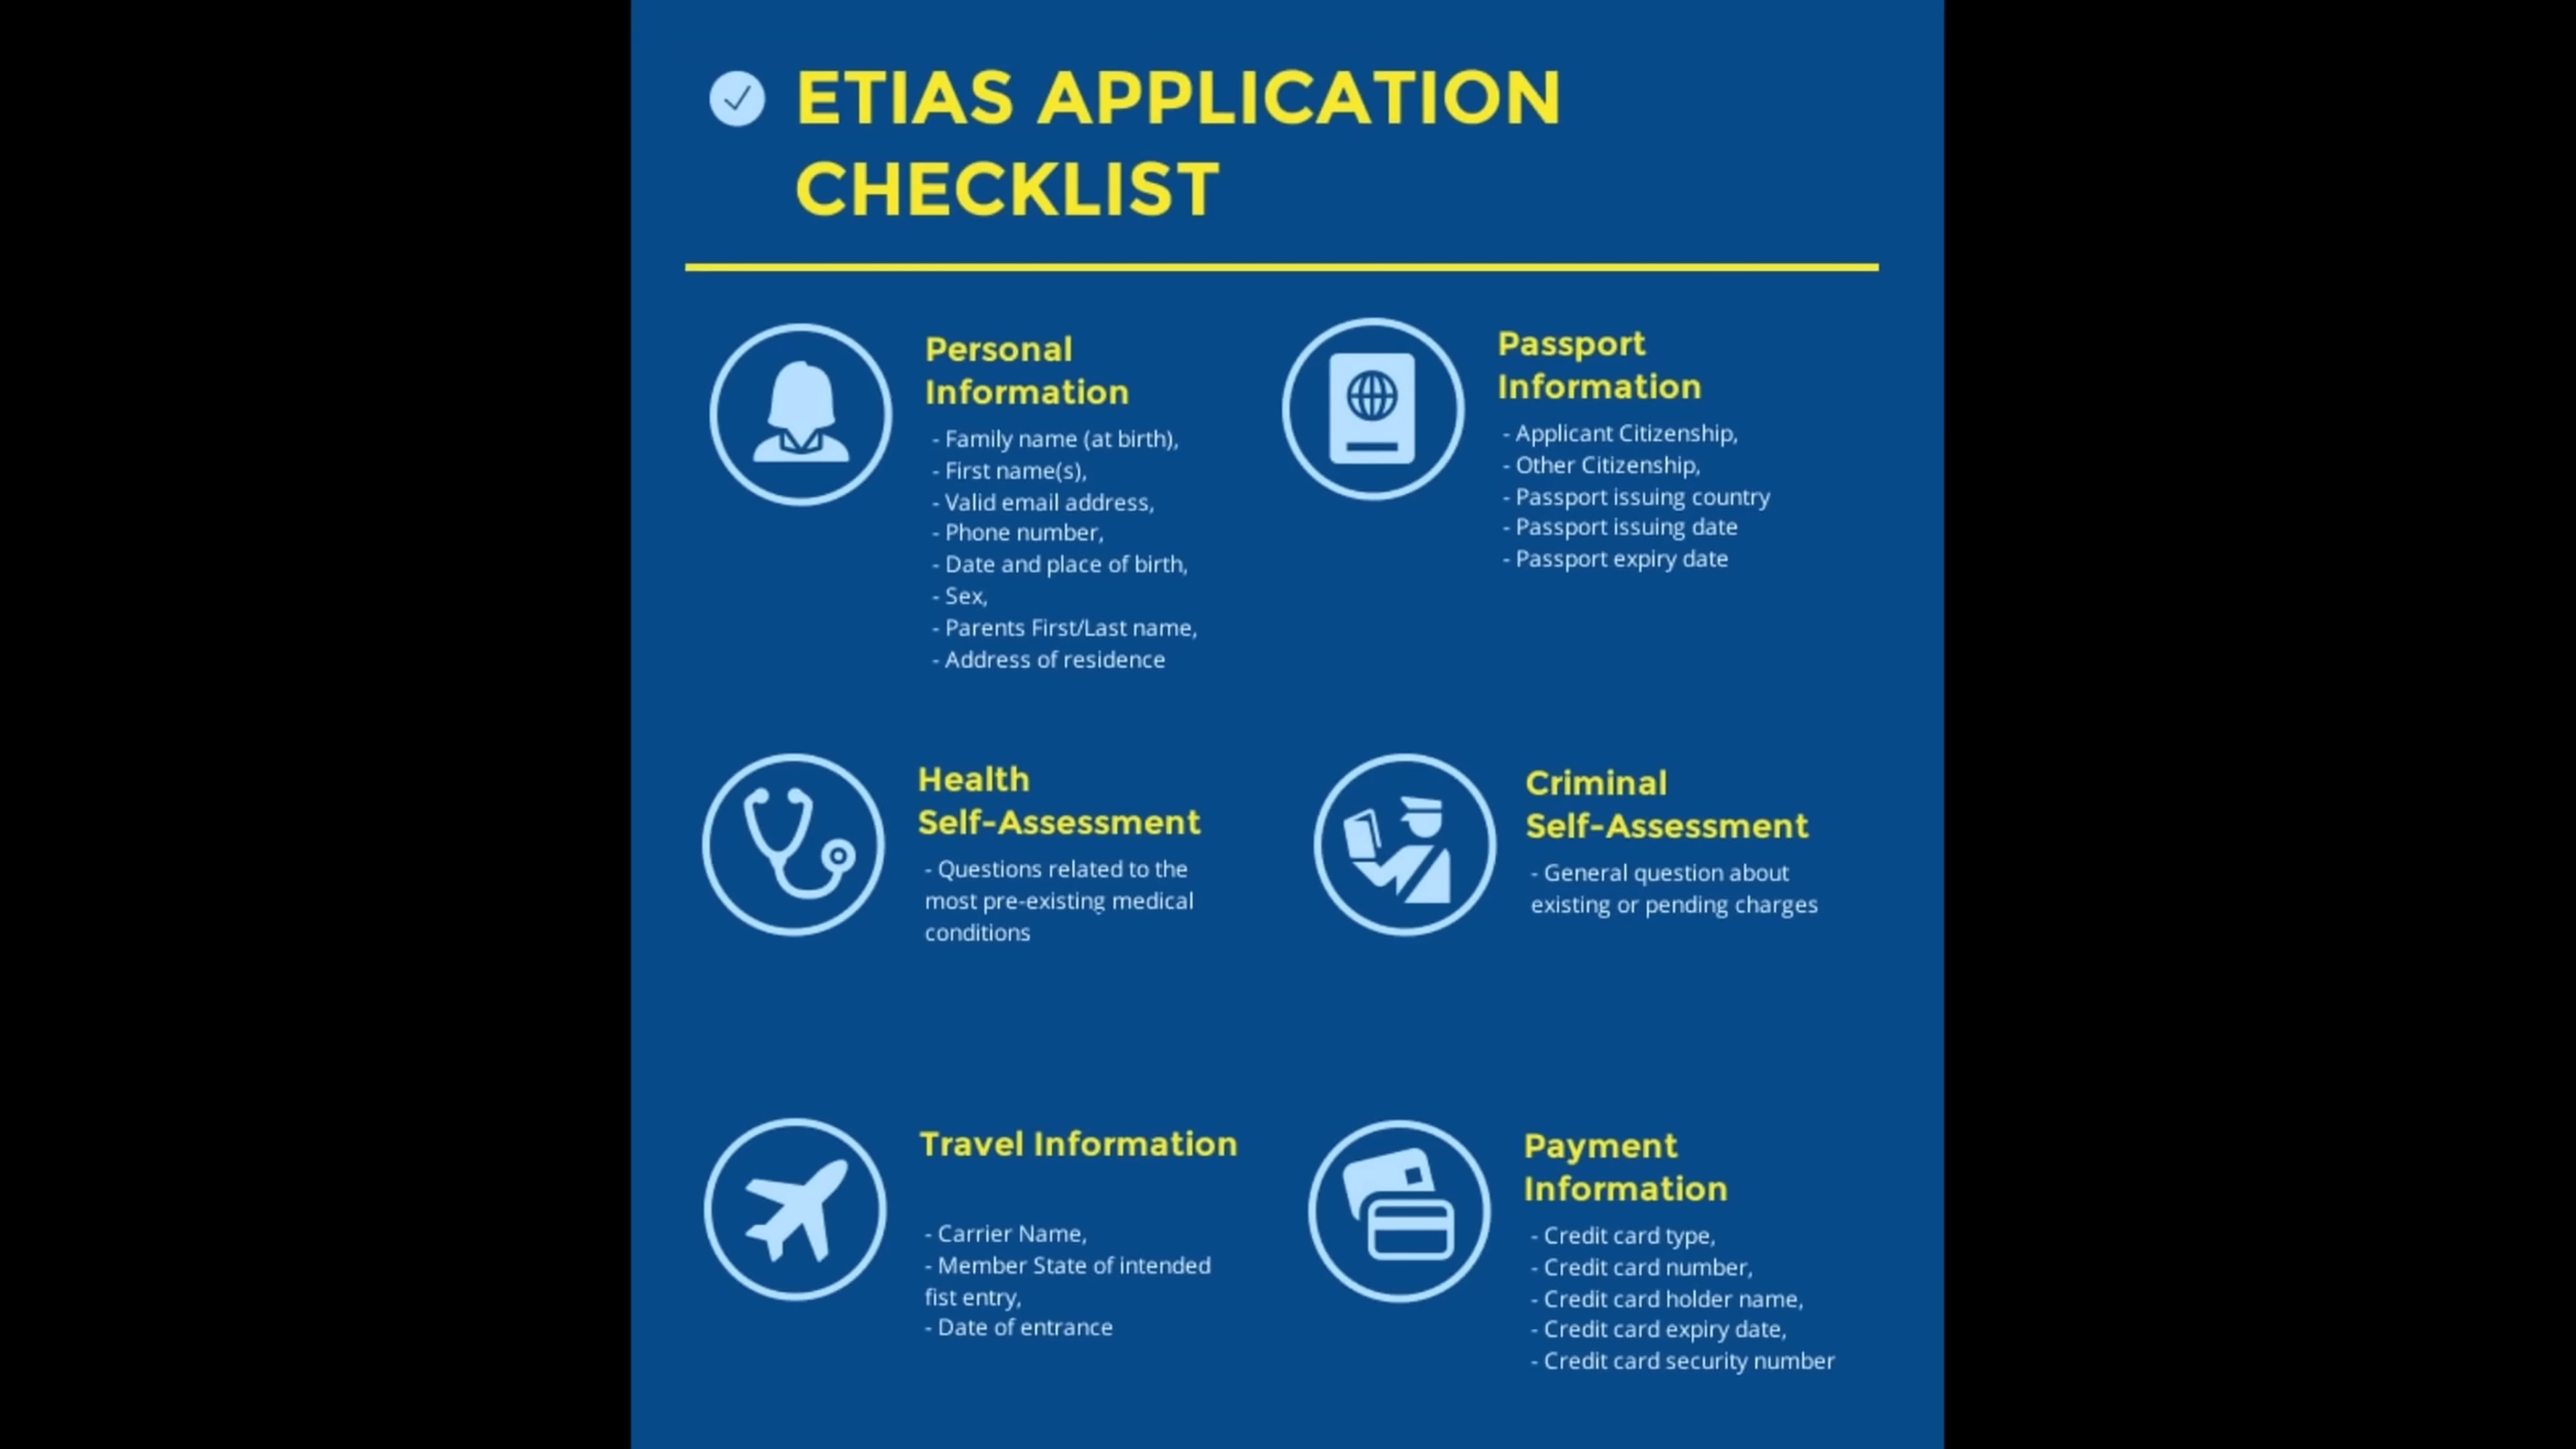 ETIAS APPLICATION
CHECKLIST
Personal
Information
- Family name (at birth),
- First name(s),
- Valid email address,
- Phone number,
- Date and place of birth,
- Sex,
- Parents First/Last name,
- Address of residence
Passport
Information
- Applicant Citizenship,
- Other Citizenship,
- Passport issuing country
- Passport issuing date
- Passport expiry date
Health
Self-Assessment
- Questions related to the
most pre-existing medical
conditions
Criminal
Self-Assessment
- General question about
existing or pending charges
Travel Information
- Carrier Name,
- Member State of intended
fist entry,
- Date of entrance
Payment
Information
- Credit card type,
- Credit card number,
- Credit card holder name,
- Credit card expiry date,
- Credit card security number